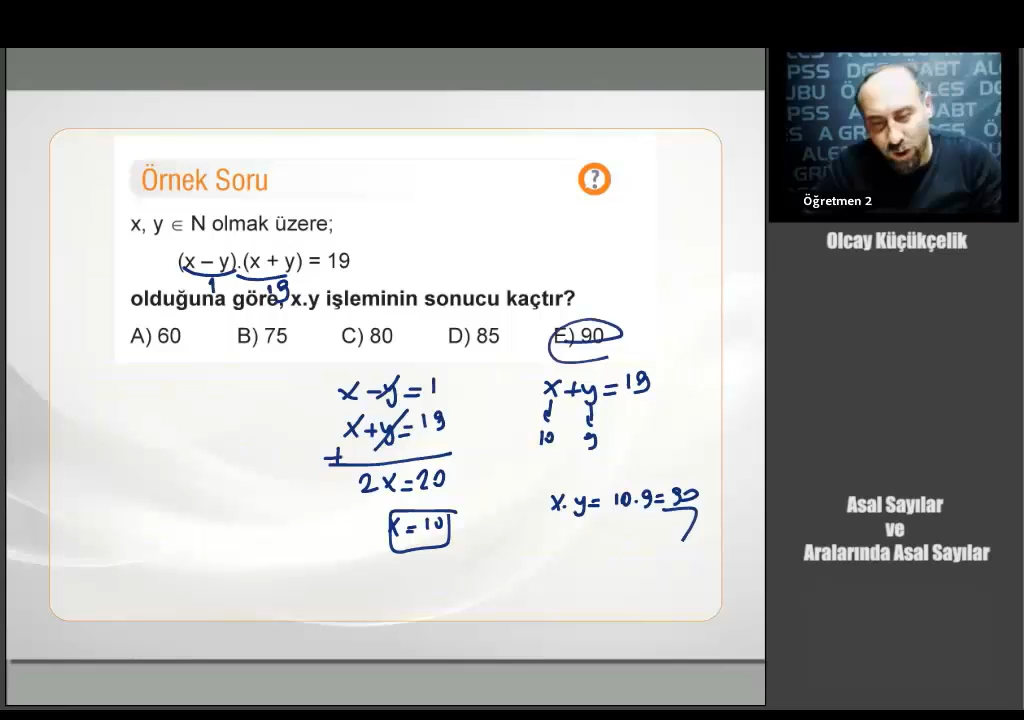 Örnek Soru
?
x, y ∈ N olmak üzere;
(x – y).(x + y) = 19
1 19
olduğuna göre, x.y işleminin sonucu kaçtır?
A) 60 B) 75 C) 80 D) 85 E) 90
x - y = 1
x + y = 19
+
2x = 20
x = 10
x + y = 19
10 9
x. y = 10.9 = 90
Öğretmen 2
Olcay Küçükçelik
Asal Sayılar
ve
Aralarında Asal Sayılar